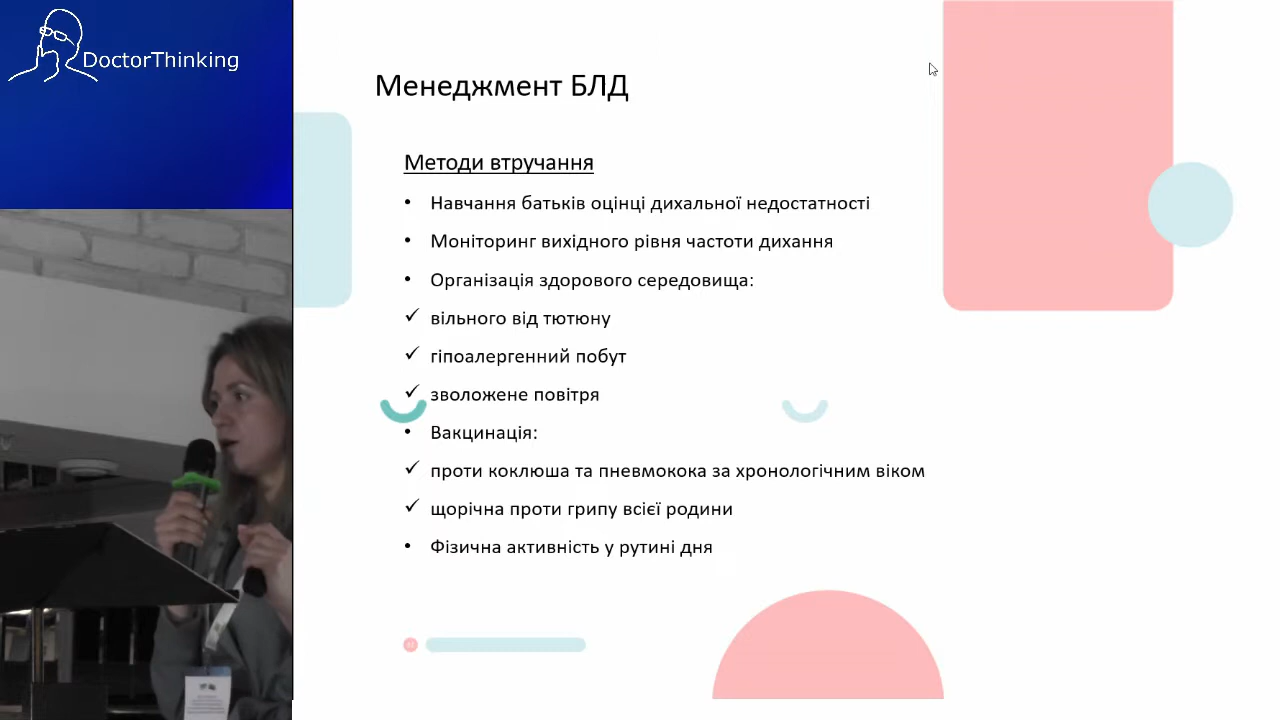 DoctorThinking
Менеджмент БЛД
Методи втручання
• Навчання батьків оцінці дихальної недостатності
• Моніторинг вихідного рівня частоти дихання
• Організація здорового середовища:
✓ вільного від тютюну
✓ гіпоалергенний побут
✓ зволожене повітря
• Вакцинація:
✓ проти коклюша та пневмокока за хронологічним віком
✓ щорічна проти грипу всієї родини
• Фізична активність у рутині дня